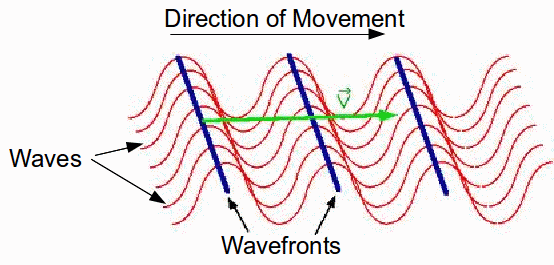 Direction of Movement
v⃗
Waves
Wavefronts